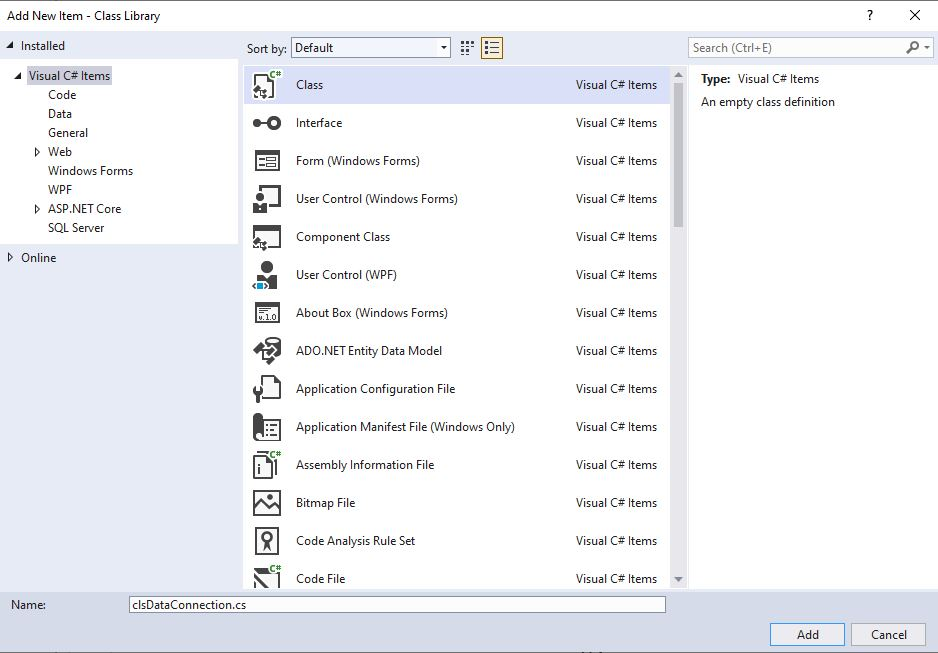 Add New Item - Class Library
?
Installed
Sort by: Default
Search (Ctrl+E)
Visual C# Items
Code
Data
General
Web
Windows Forms
WPF
ASP.NET Core
SQL Server
Online
C# Class Visual C# Items
Interface Visual C# Items
Form (Windows Forms) Visual C# Items
User Control (Windows Forms) Visual C# Items
Component Class Visual C# Items
User Control (WPF) Visual C# Items
v.1.0 About Box (Windows Forms) Visual C# Items
ADO.NET Entity Data Model Visual C# Items
Application Configuration File Visual C# Items
Application Manifest File (Windows Only) Visual C# Items
C# Assembly Information File Visual C# Items
Bitmap File Visual C# Items
Code Analysis Rule Set Visual C# Items
C# Code File Visual C# Items
Type: Visual C# Items
An empty class definition
Name: clsDataConnection.cs
Add Cancel